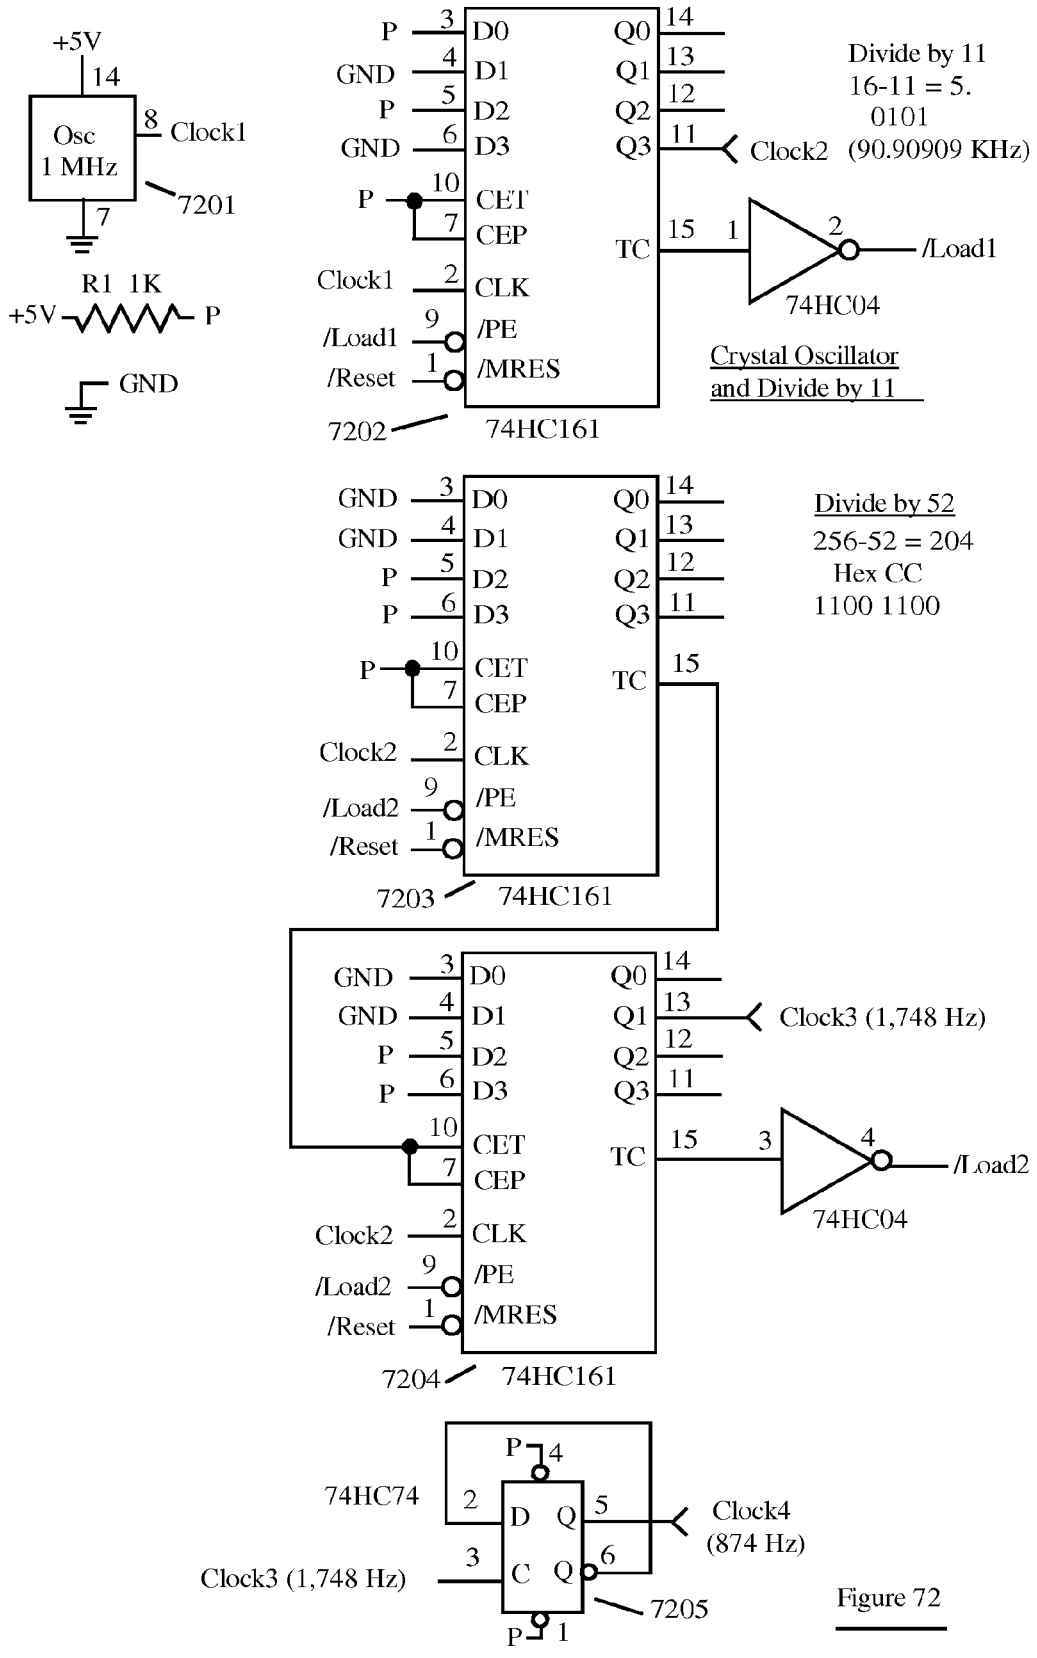 +5V
14
Osc
1 MHz
8 Clock1
7
7201
R1 1K
+5V P
GND
P 3 D0 Q0 14
GND 4 D1 Q1 13
P 5 D2 Q2 12
GND 6 D3 Q3 11 Clock2 (90.90909 KHz)
Divide by 11
16-11 = 5.
0101
P 10 CET
7 CEP
TC 15 1 2 /Load1
74HC04
Clock1 2 CLK
/Load1 9 /PE
/Reset 1 /MRES
7202 74HC161
Crystal Oscillator
and Divide by 11
GND 3 D0 Q0 14
GND 4 D1 Q1 13
P 5 D2 Q2 12
P 6 D3 Q3 11
Divide by 52
256-52 = 204
Hex CC
1100 1100
P 10 CET
7 CEP
TC 15
Clock2 2 CLK
/Load2 9 /PE
/Reset 1 /MRES
7203 74HC161
GND 3 D0 Q0 14
GND 4 D1 Q1 13 Clock3 (1,748 Hz)
P 5 D2 Q2 12
P 6 D3 Q3 11
10 CET
7 CEP
TC 15 3 4 /Load2
74HC04
Clock2 2 CLK
/Load2 9 /PE
/Reset 1 /MRES
7204 74HC161
P 4
74HC74
2 D Q 5 Clock4
(874 Hz)
Clock3 (1,748 Hz) 3 C Q 6
7205
P 1
Figure 72